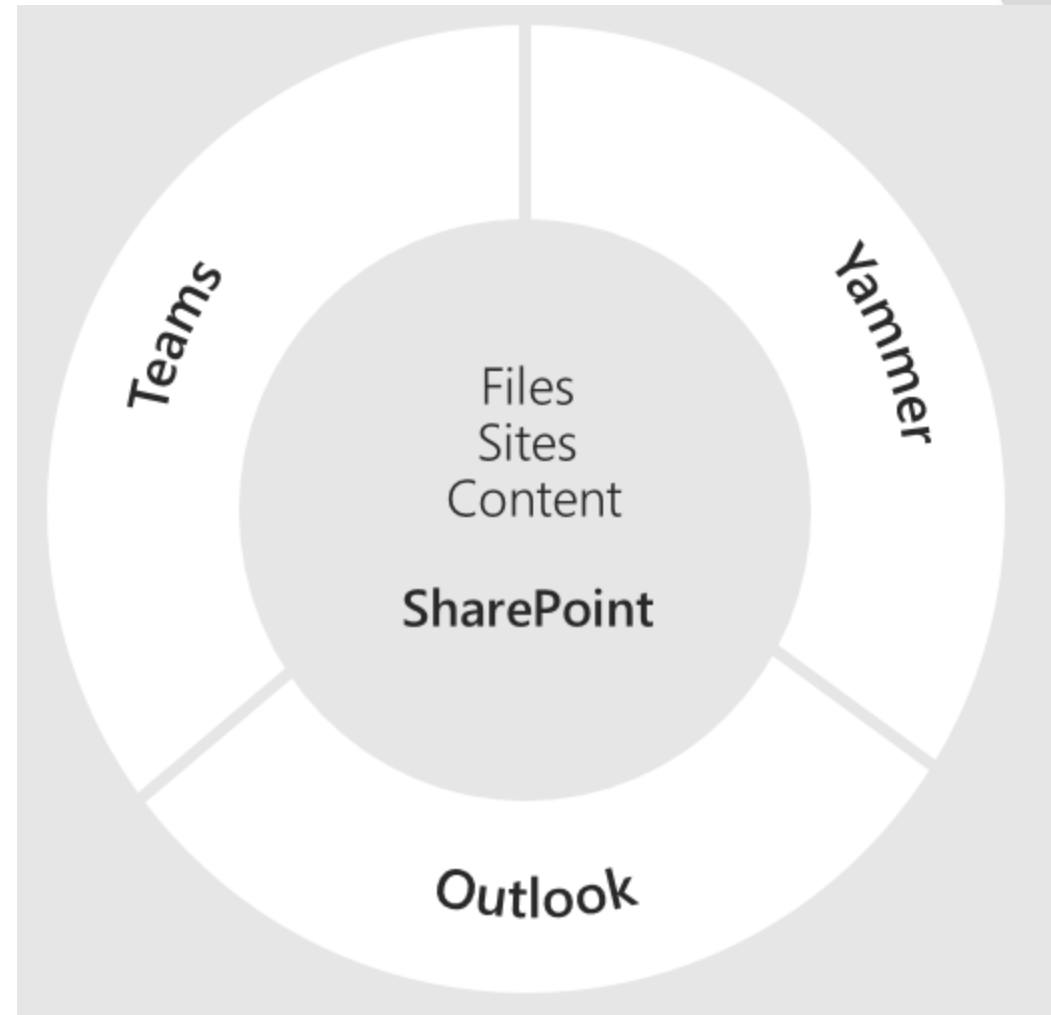 Teams
Yammer
Files
Sites
Content
SharePoint
Outlook